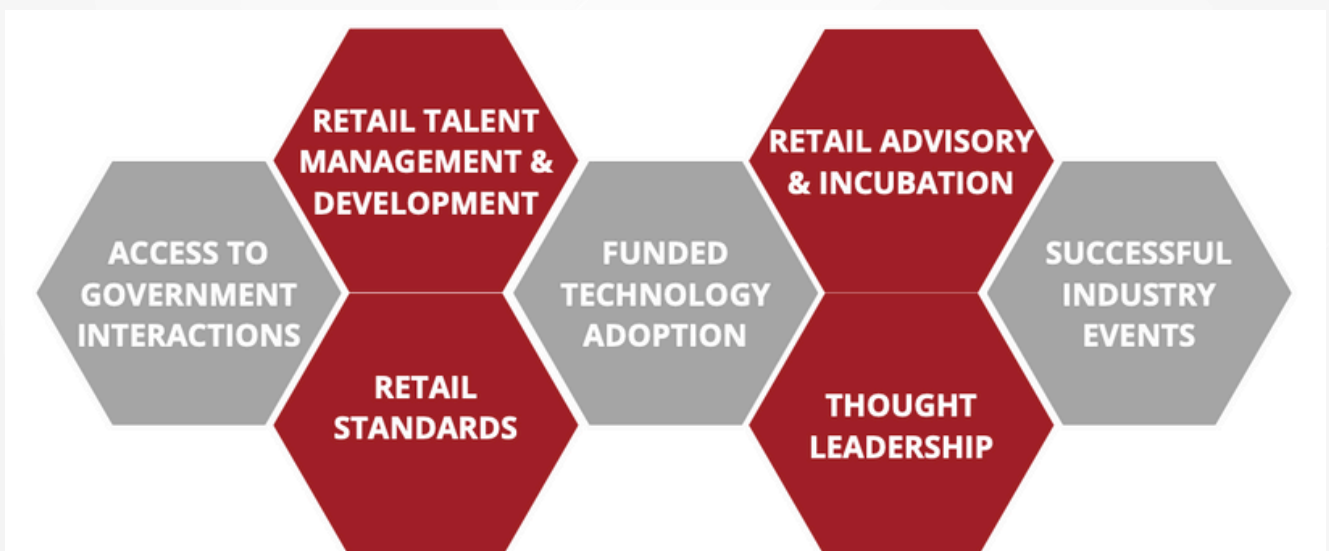 RETAIL TALENT
MANAGEMENT &
DEVELOPMENT
RETAIL ADVISORY
& INCUBATION
ACCESS TO
GOVERNMENT
INTERACTIONS
FUNDED
TECHNOLOGY
ADOPTION
SUCCESSFUL
INDUSTRY
EVENTS
RETAIL
STANDARDS
THOUGHT
LEADERSHIP